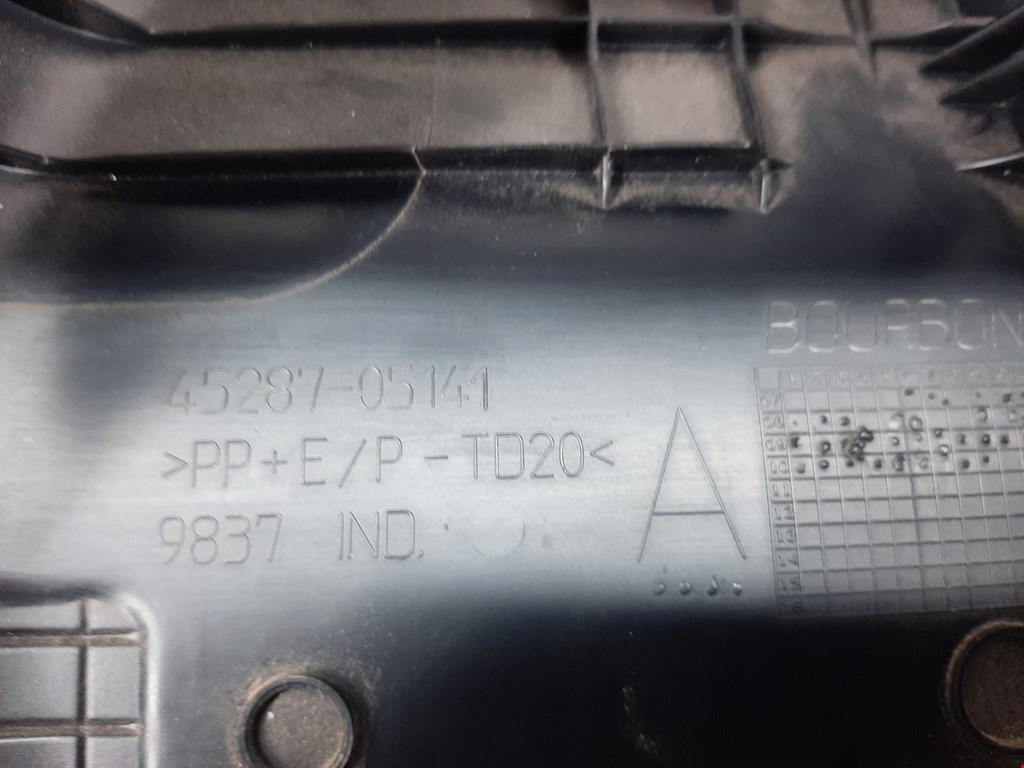 BOURBON
45287-05141
>PP+E/P-TD20<
9837 IND.
A